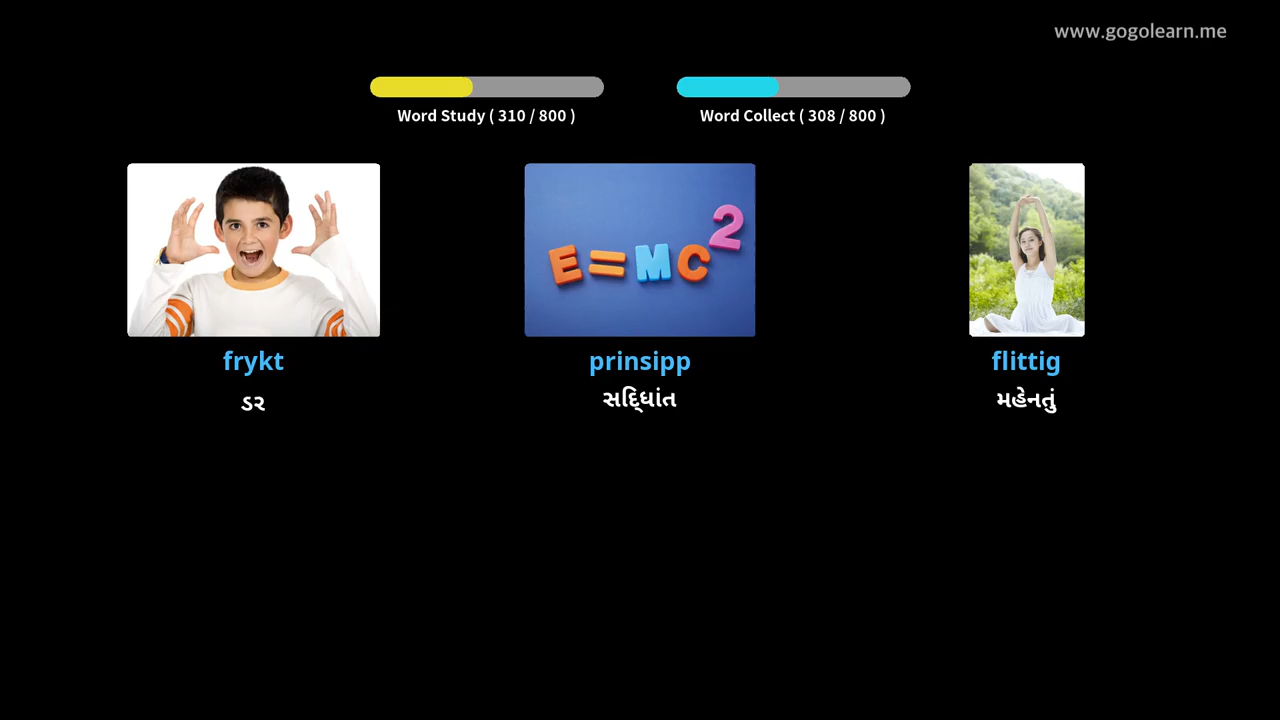 www.gogolearn.me
Word Study ( 310 / 800 )
Word Collect ( 308 / 800 )
E=MC2
frykt
prinsipp
flittig
ડર
સદ્ધિાંત
મહેનતું